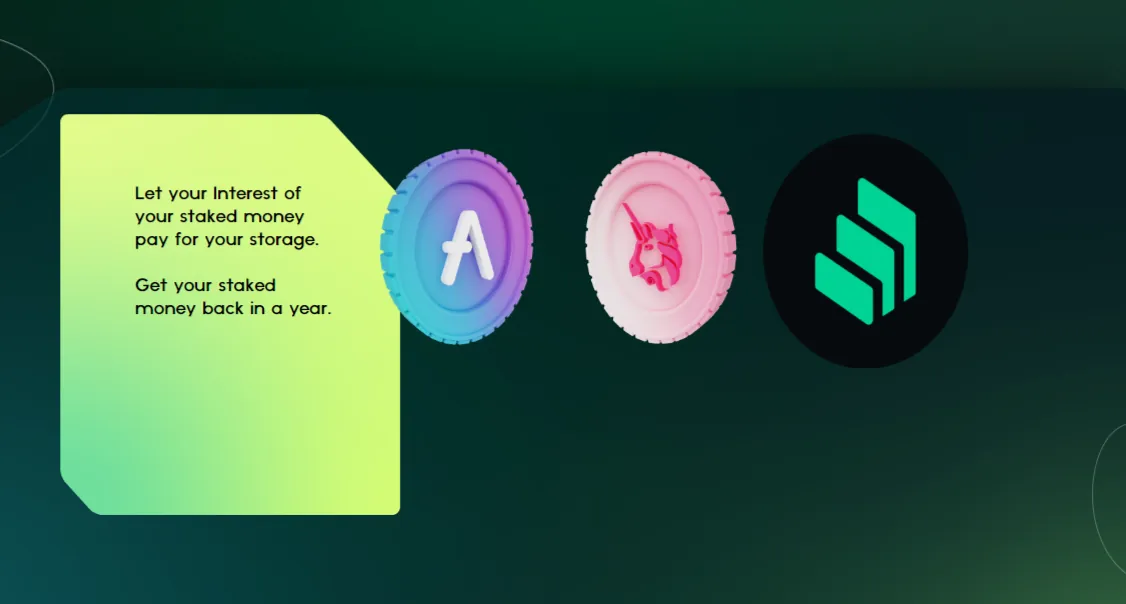 Let your Interest of
your staked money
pay for your storage.
Get your staked
money back in a year.